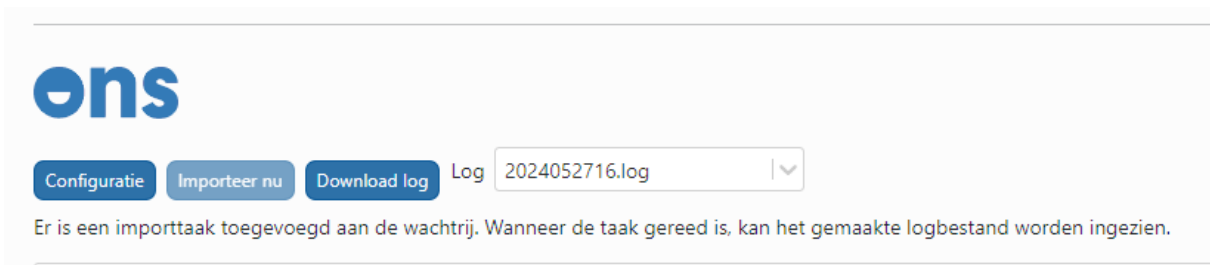 ons
Configuratie Importeer nu Download log Log 2024052716.log
Er is een importtaak toegevoegd aan de wachtrij. Wanneer de taak gereed is, kan het gemaakte logbestand worden ingezien.